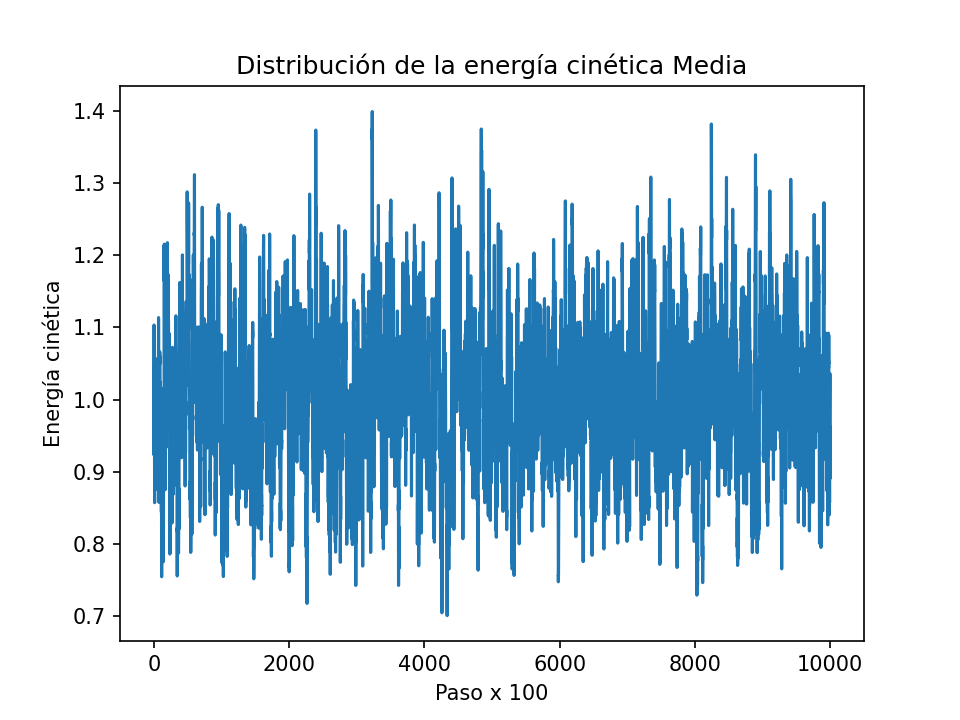 Distribución de la energía cinética Media
1.4
1.3
1.2
1.1
1.0
0.9
0.8
0.7
Energía cinética
0 2000 4000 6000 8000 10000
Paso x 100